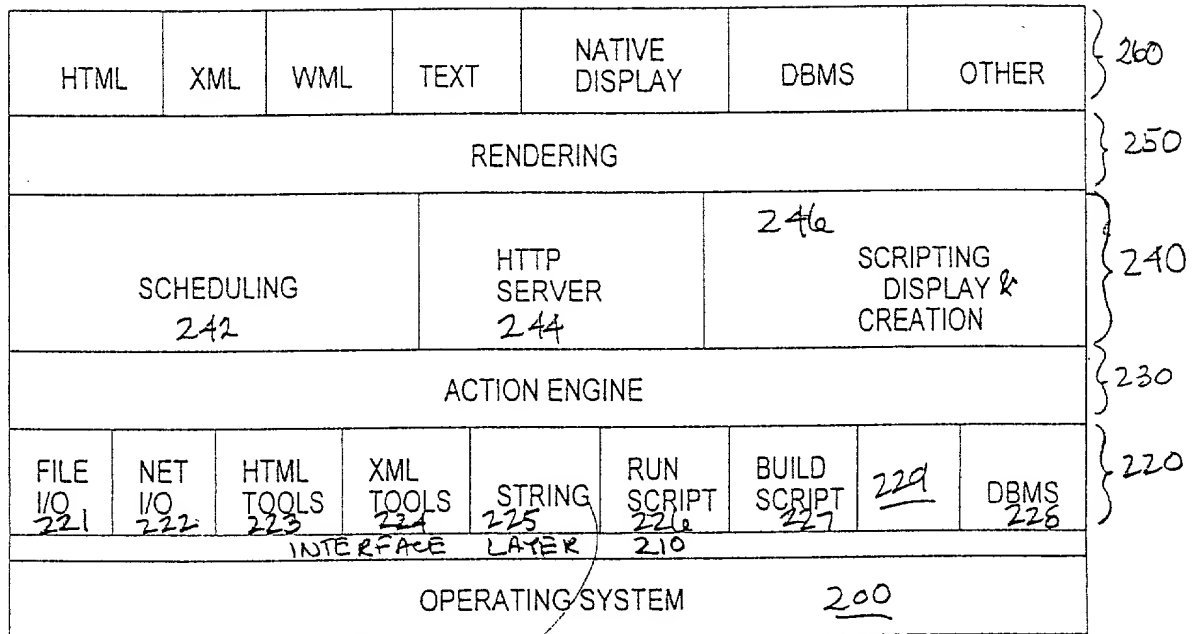 HTML XML WML TEXT NATIVE DISPLAY DBMS OTHER 260
RENDERING 250
SCHEDULING 242
HTTP SERVER 244
246 SCRIPTING DISPLAY & CREATION
240
ACTION ENGINE 230
FILE I/O 221
NET I/O 222
HTML TOOLS 223
XML TOOLS 224
STRING 225
RUN SCRIPT 226
BUILD SCRIPT 227
229
DBMS 228
220
INTERFACE LAYER 210
OPERATING SYSTEM 200